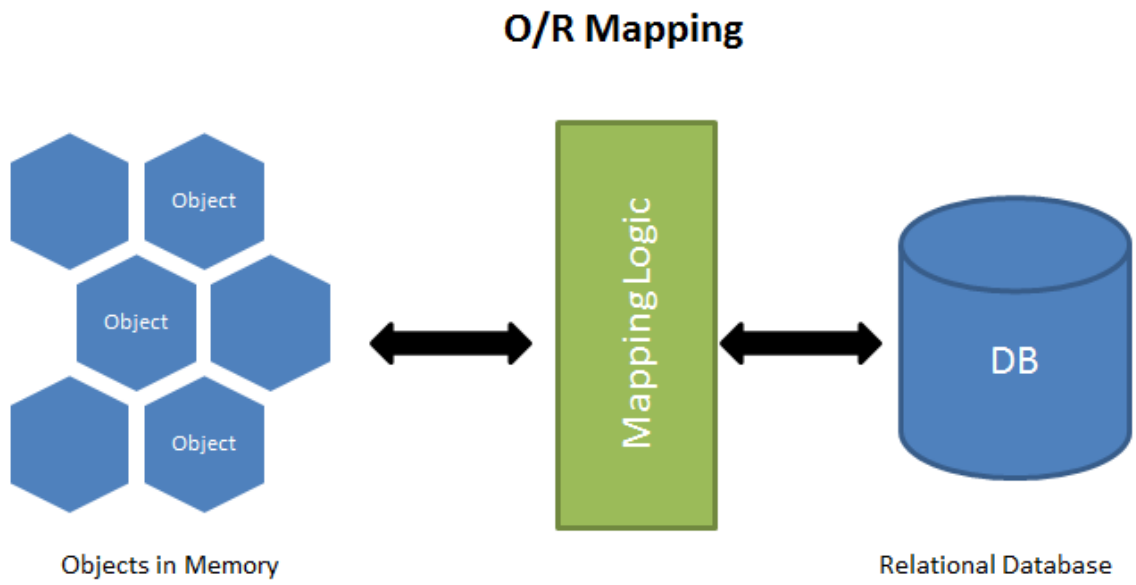 O/R Mapping
Object
Object
Object
Mapping Logic
DB
Objects in Memory
Relational Database